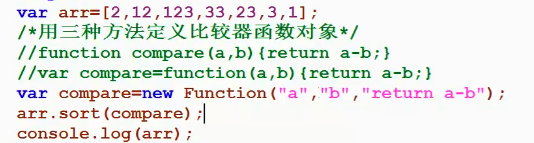 var arr=[2,12,123,33,23,3,1];
/*用三种方法定义比较器函数对象*/
//function compare(a,b){return a-b;}
//var compare=function(a,b){return a-b;}
var compare=new Function("a","b","return a-b");
arr.sort(compare);
console.log(arr);